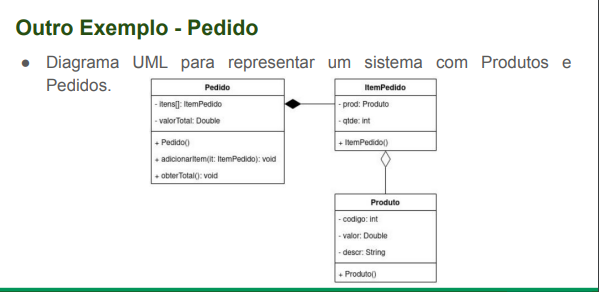 Outro Exemplo - Pedido
● Diagrama UML para representar um sistema com Produtos e
Pedidos.
Pedido
- itens[]: ItemPedido
- valorTotal: Double
+ Pedido()
+ adicionarItem(it: ItemPedido): void
+ obterTotal(): void
ItemPedido
- prod: Produto
- qtde: int
+ ItemPedido()
Produto
- codigo: int
- valor: Double
- descr: String
+ Produto()